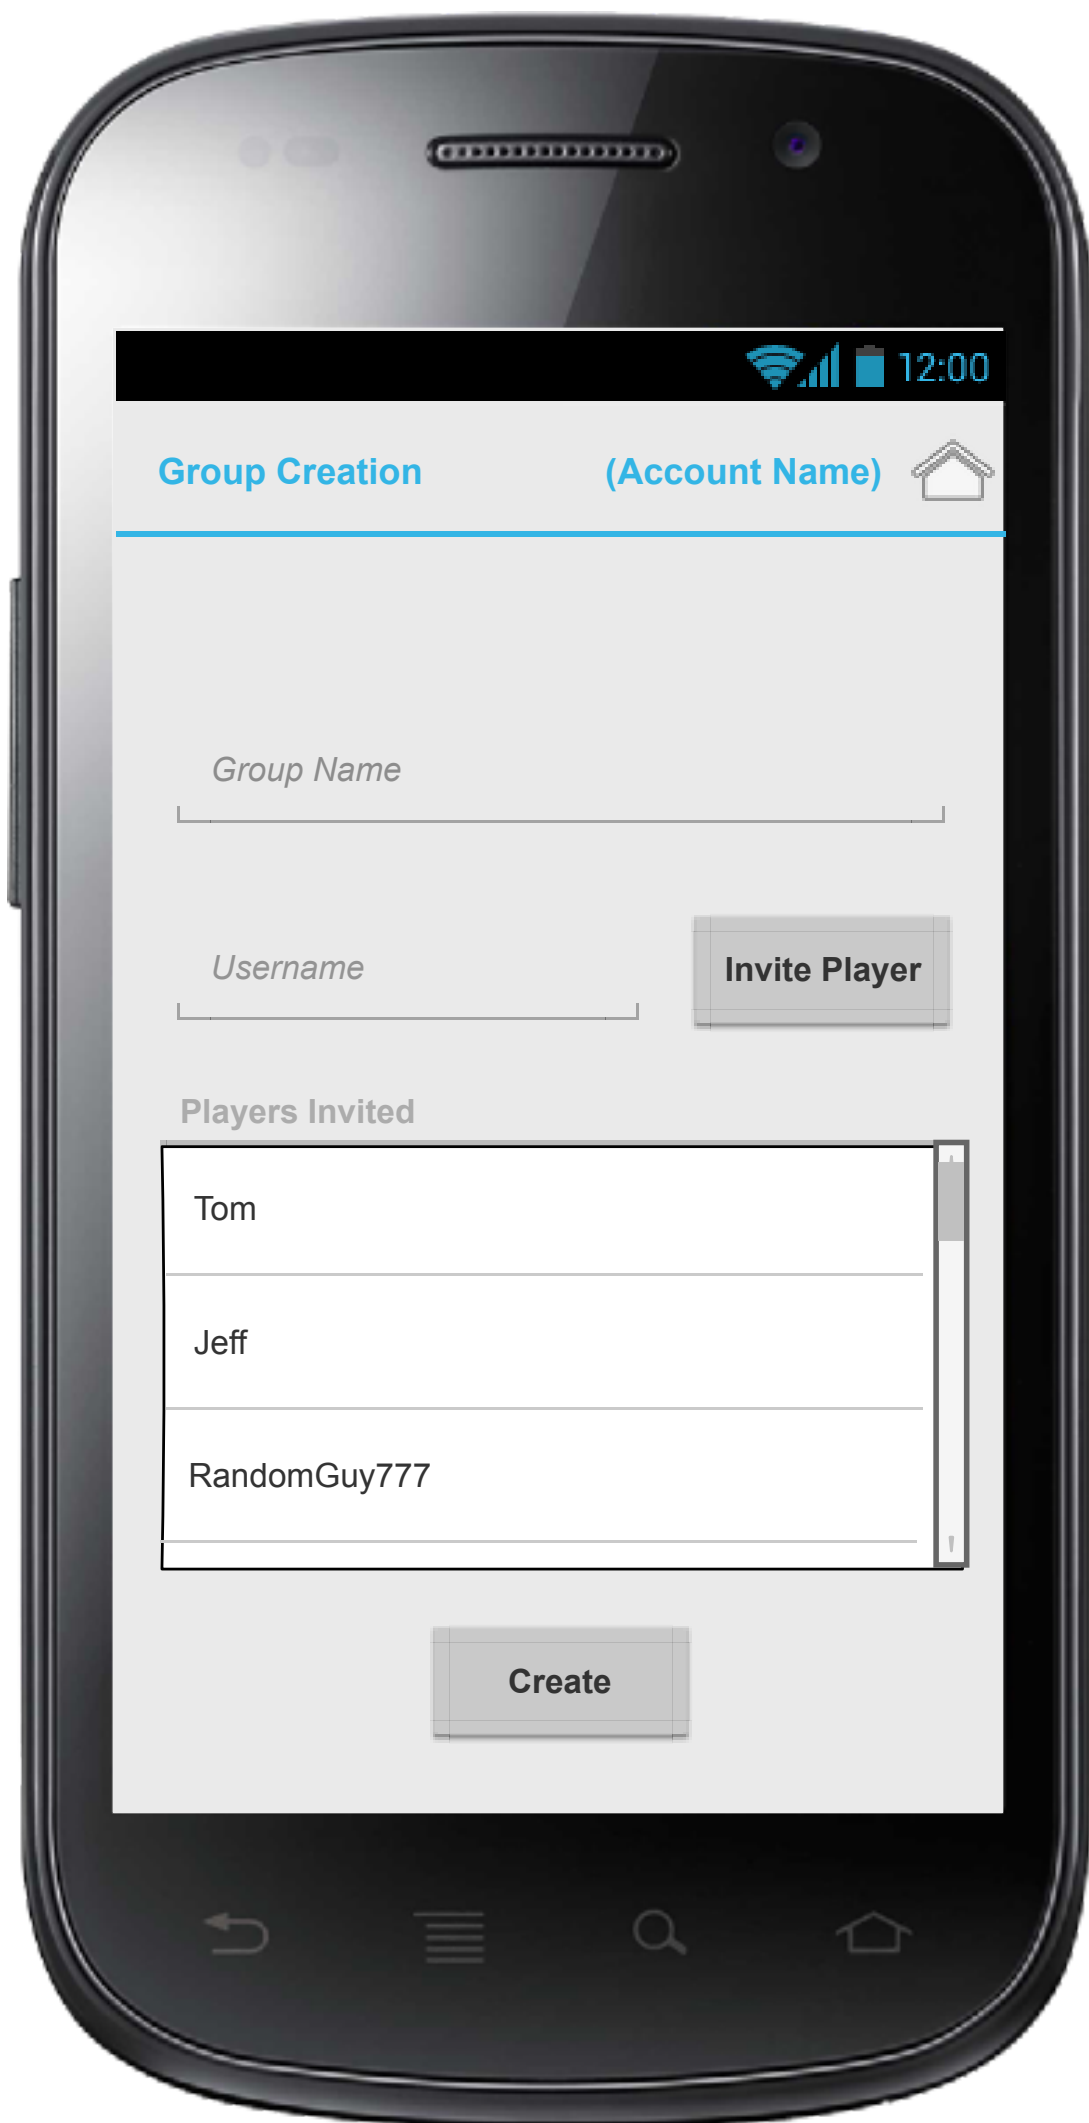 12:00
Group Creation (Account Name)
Group Name
Username Invite Player
Players Invited
Tom
Jeff
RandomGuy777
Create